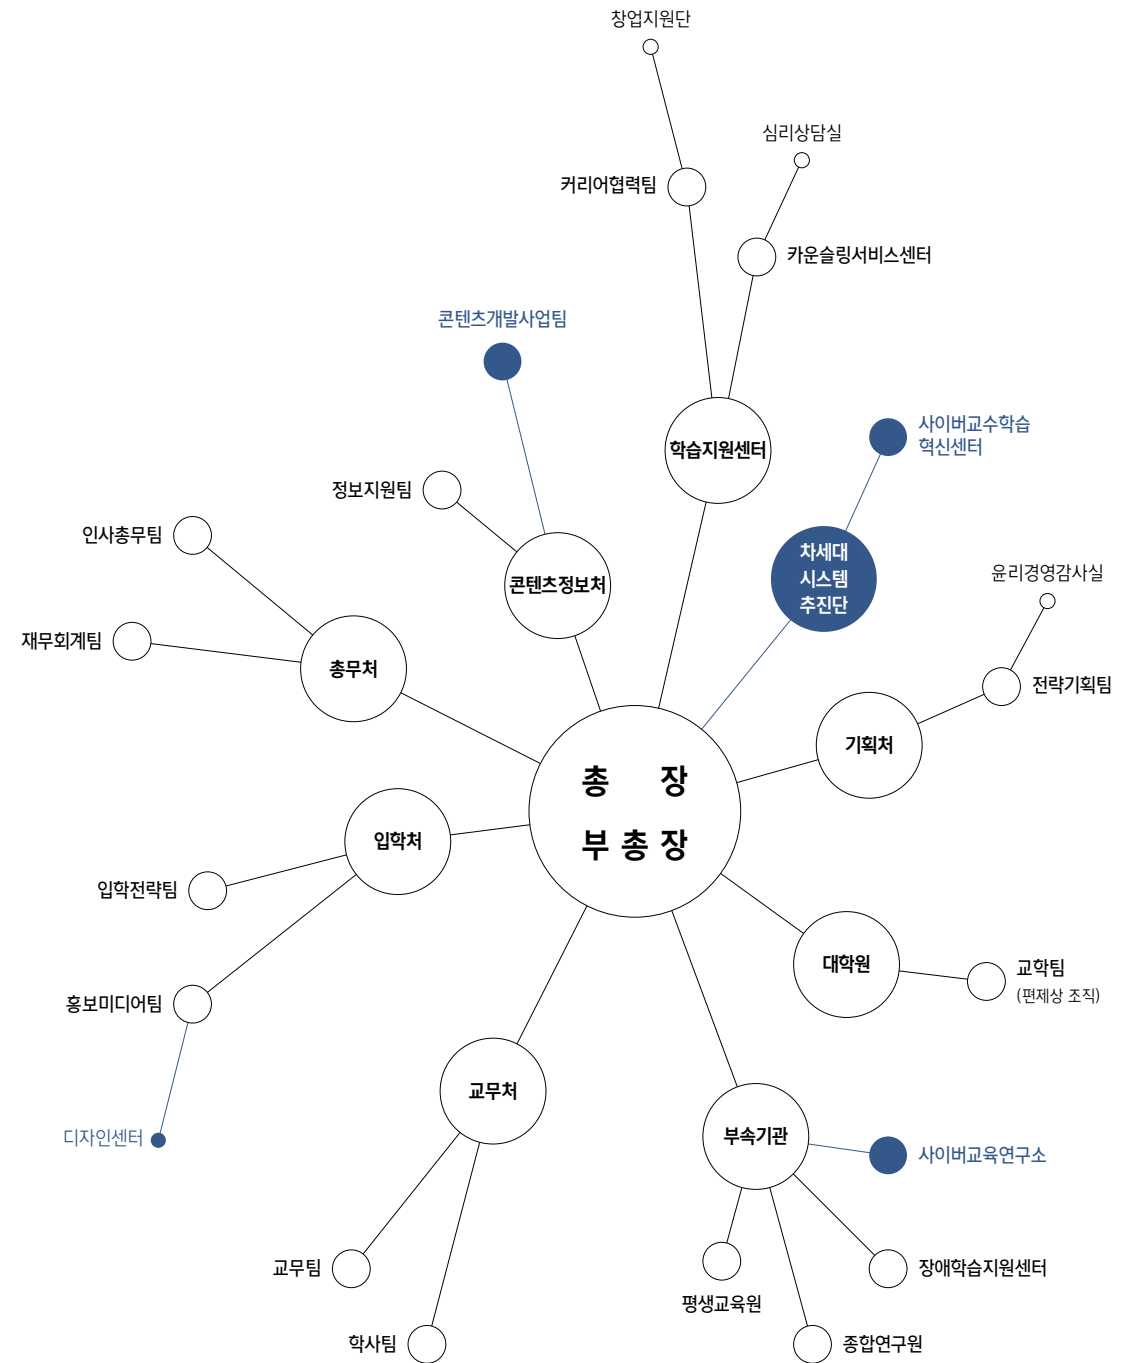 창업지원단
심리상담실
커리어협력팀
카운슬링서비스센터
콘텐츠개발사업팀
사이버교수학습
혁신센터
학습지원센터
정보지원팀
인사총무팀
차세대
시스템
추진단
윤리경영감사실
콘텐츠정보처
재무회계팀
총무처
전략기획팀
기획처
총 장
부 총 장
입학처
입학전략팀
대학원
교학팀
(편제상 조직)
홍보미디어팀
교무처
부속기관
디자인센터
사이버교육연구소
교무팀
장애학습지원센터
평생교육원
학사팀
종합연구원